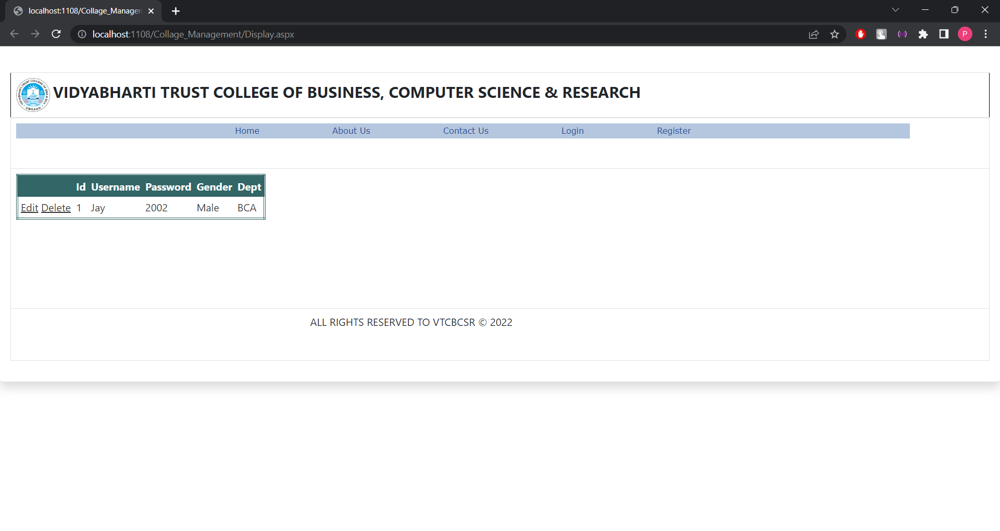 localhost:1108/Collage_Manager
localhost:1108/Collage_Management/Display.aspx
P
VIDYABHARTI TRUST COLLEGE OF BUSINESS, COMPUTER SCIENCE & RESEARCH
Home About Us Contact Us Login Register
Id Username Password Gender Dept
Edit Delete 1 Jay 2002 Male BCA
ALL RIGHTS RESERVED TO VTCBCSR © 2022